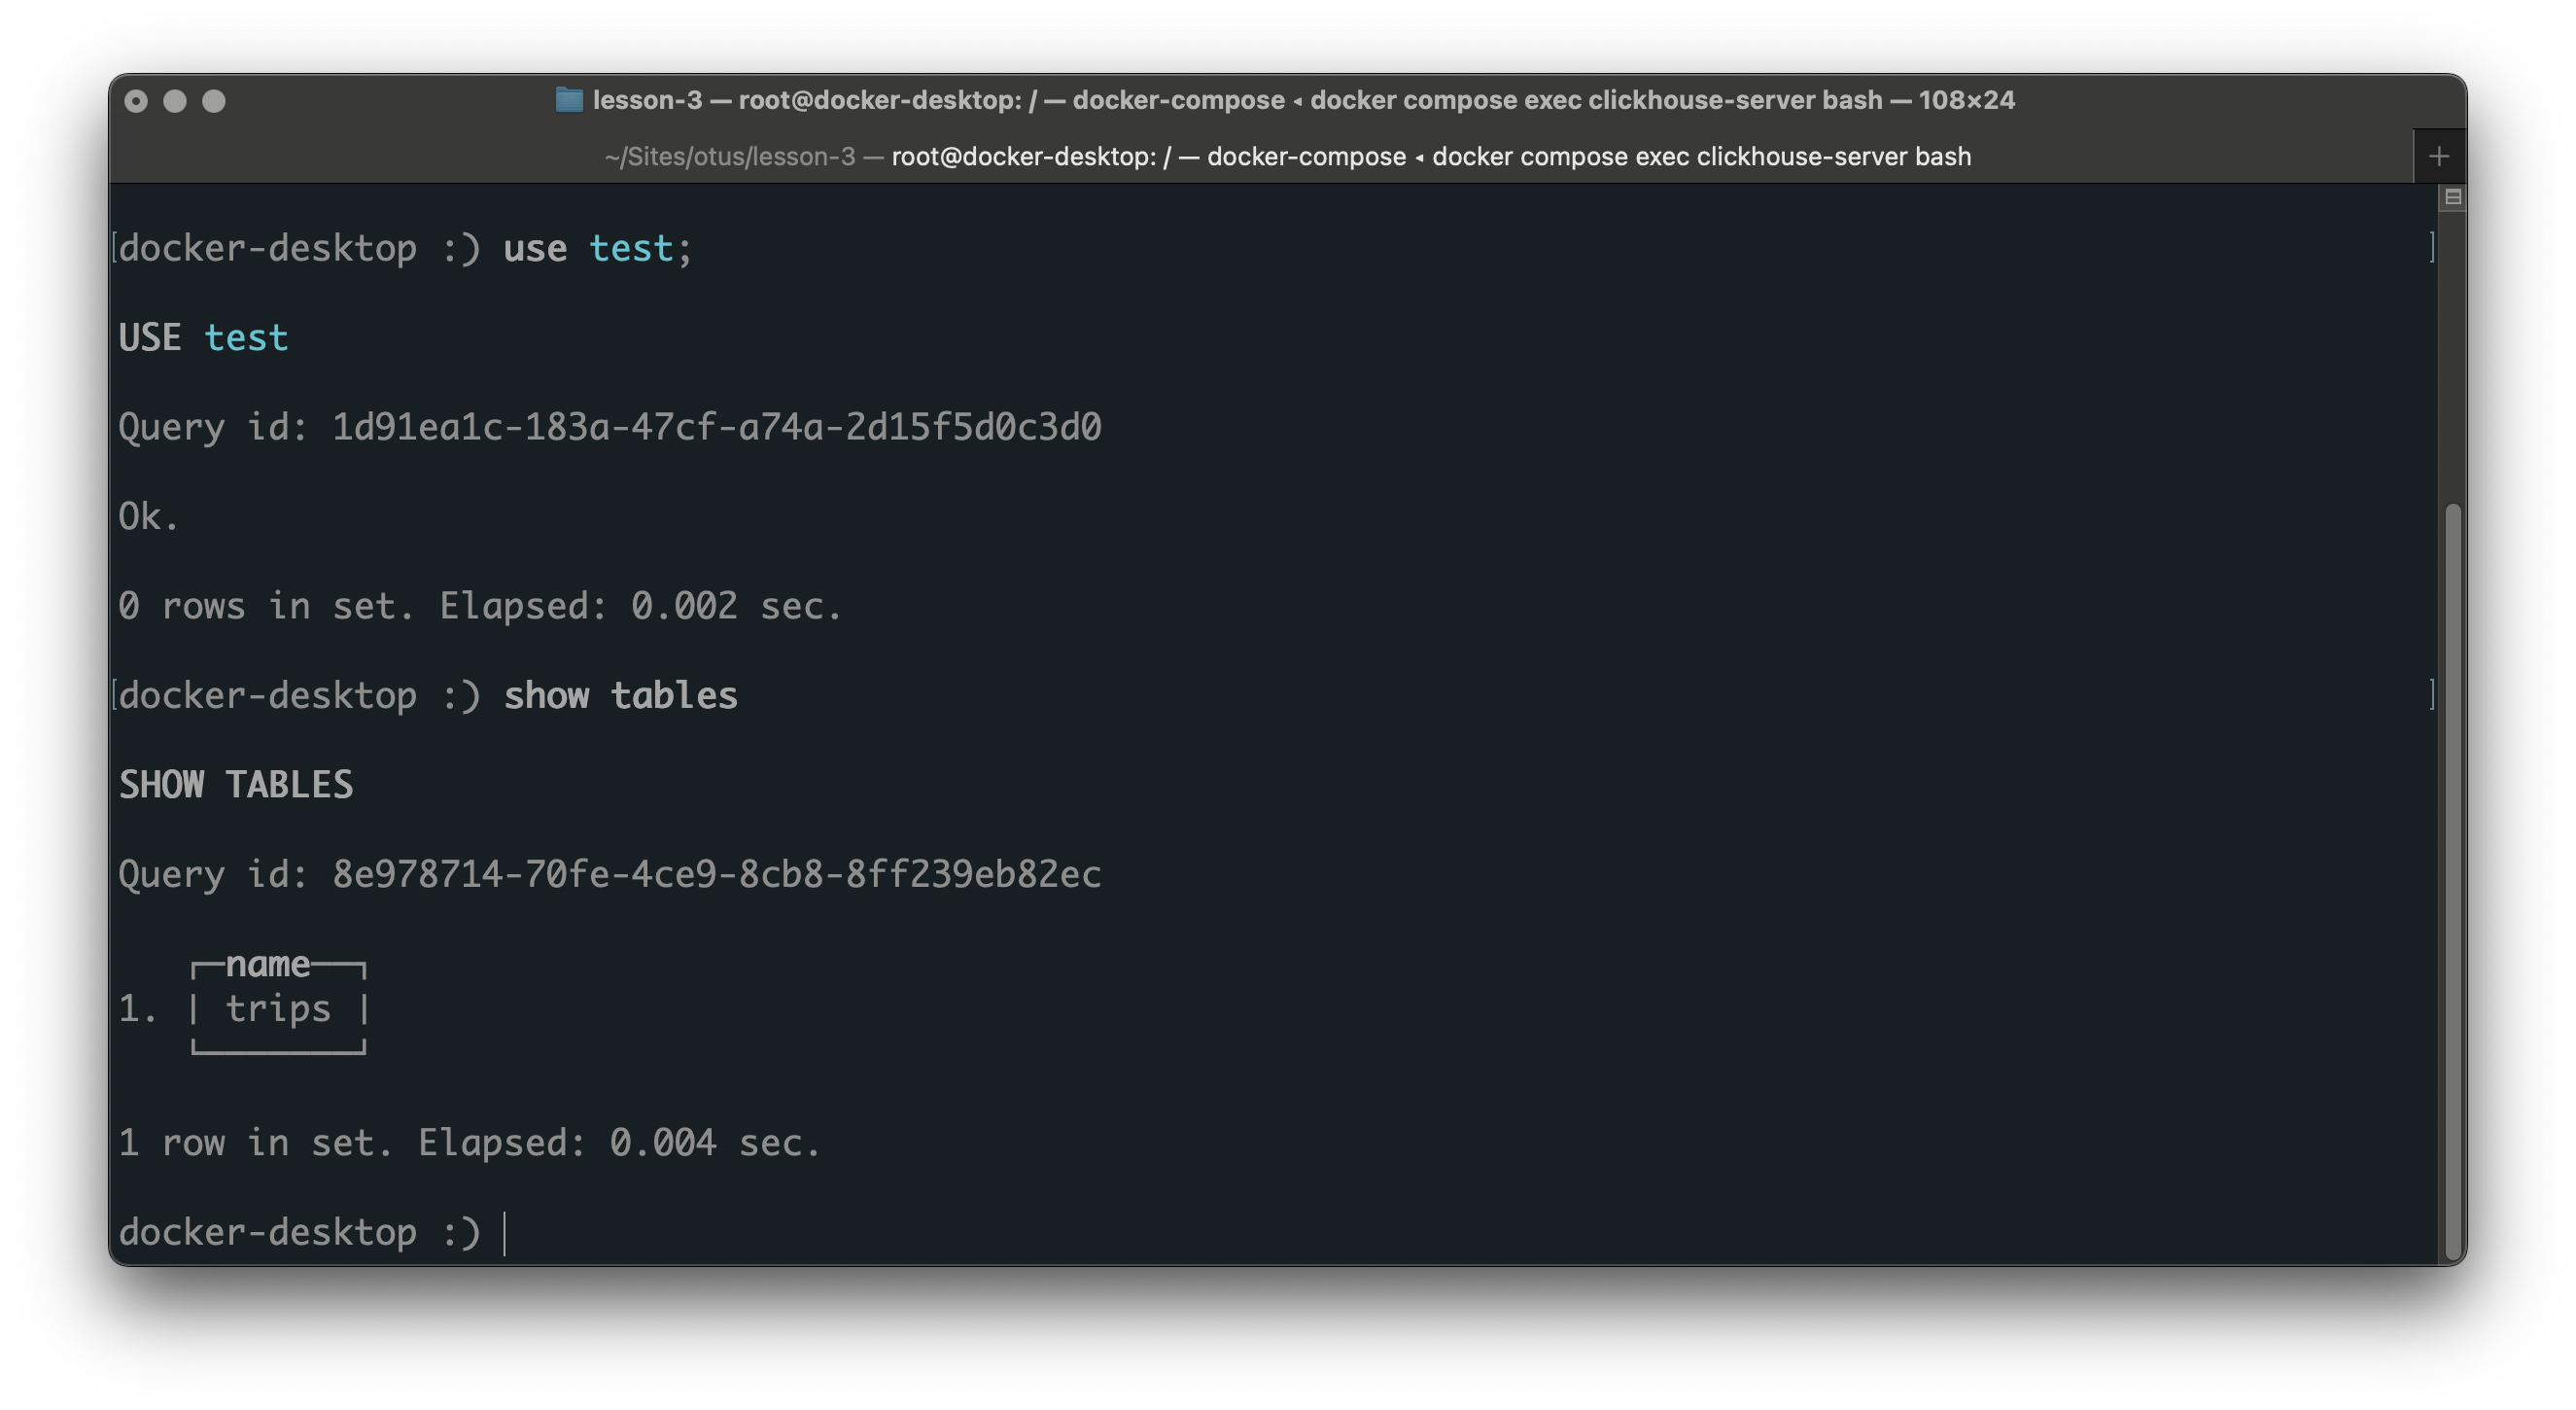 lesson-3 — root@docker-desktop: / — docker-compose ◂ docker compose exec clickhouse-server bash — 108×24
~/Sites/otus/lesson-3 — root@docker-desktop: / — docker-compose ◂ docker compose exec clickhouse-server bash
[docker-desktop :) use test; ]
USE test
Query id: 1d91ea1c-183a-47cf-a74a-2d15f5d0c3d0
Ok.
0 rows in set. Elapsed: 0.002 sec.
[docker-desktop :) show tables ]
SHOW TABLES
Query id: 8e978714-70fe-4ce9-8cb8-8ff239eb82ec
┌─name──┐
1. │ trips │
└───────┘
1 row in set. Elapsed: 0.004 sec.
docker-desktop :)